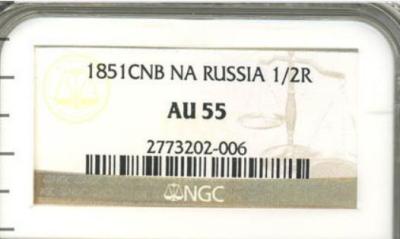 1851CNB NA RUSSIA 1/2R
AU 55
2773202-006
NGC